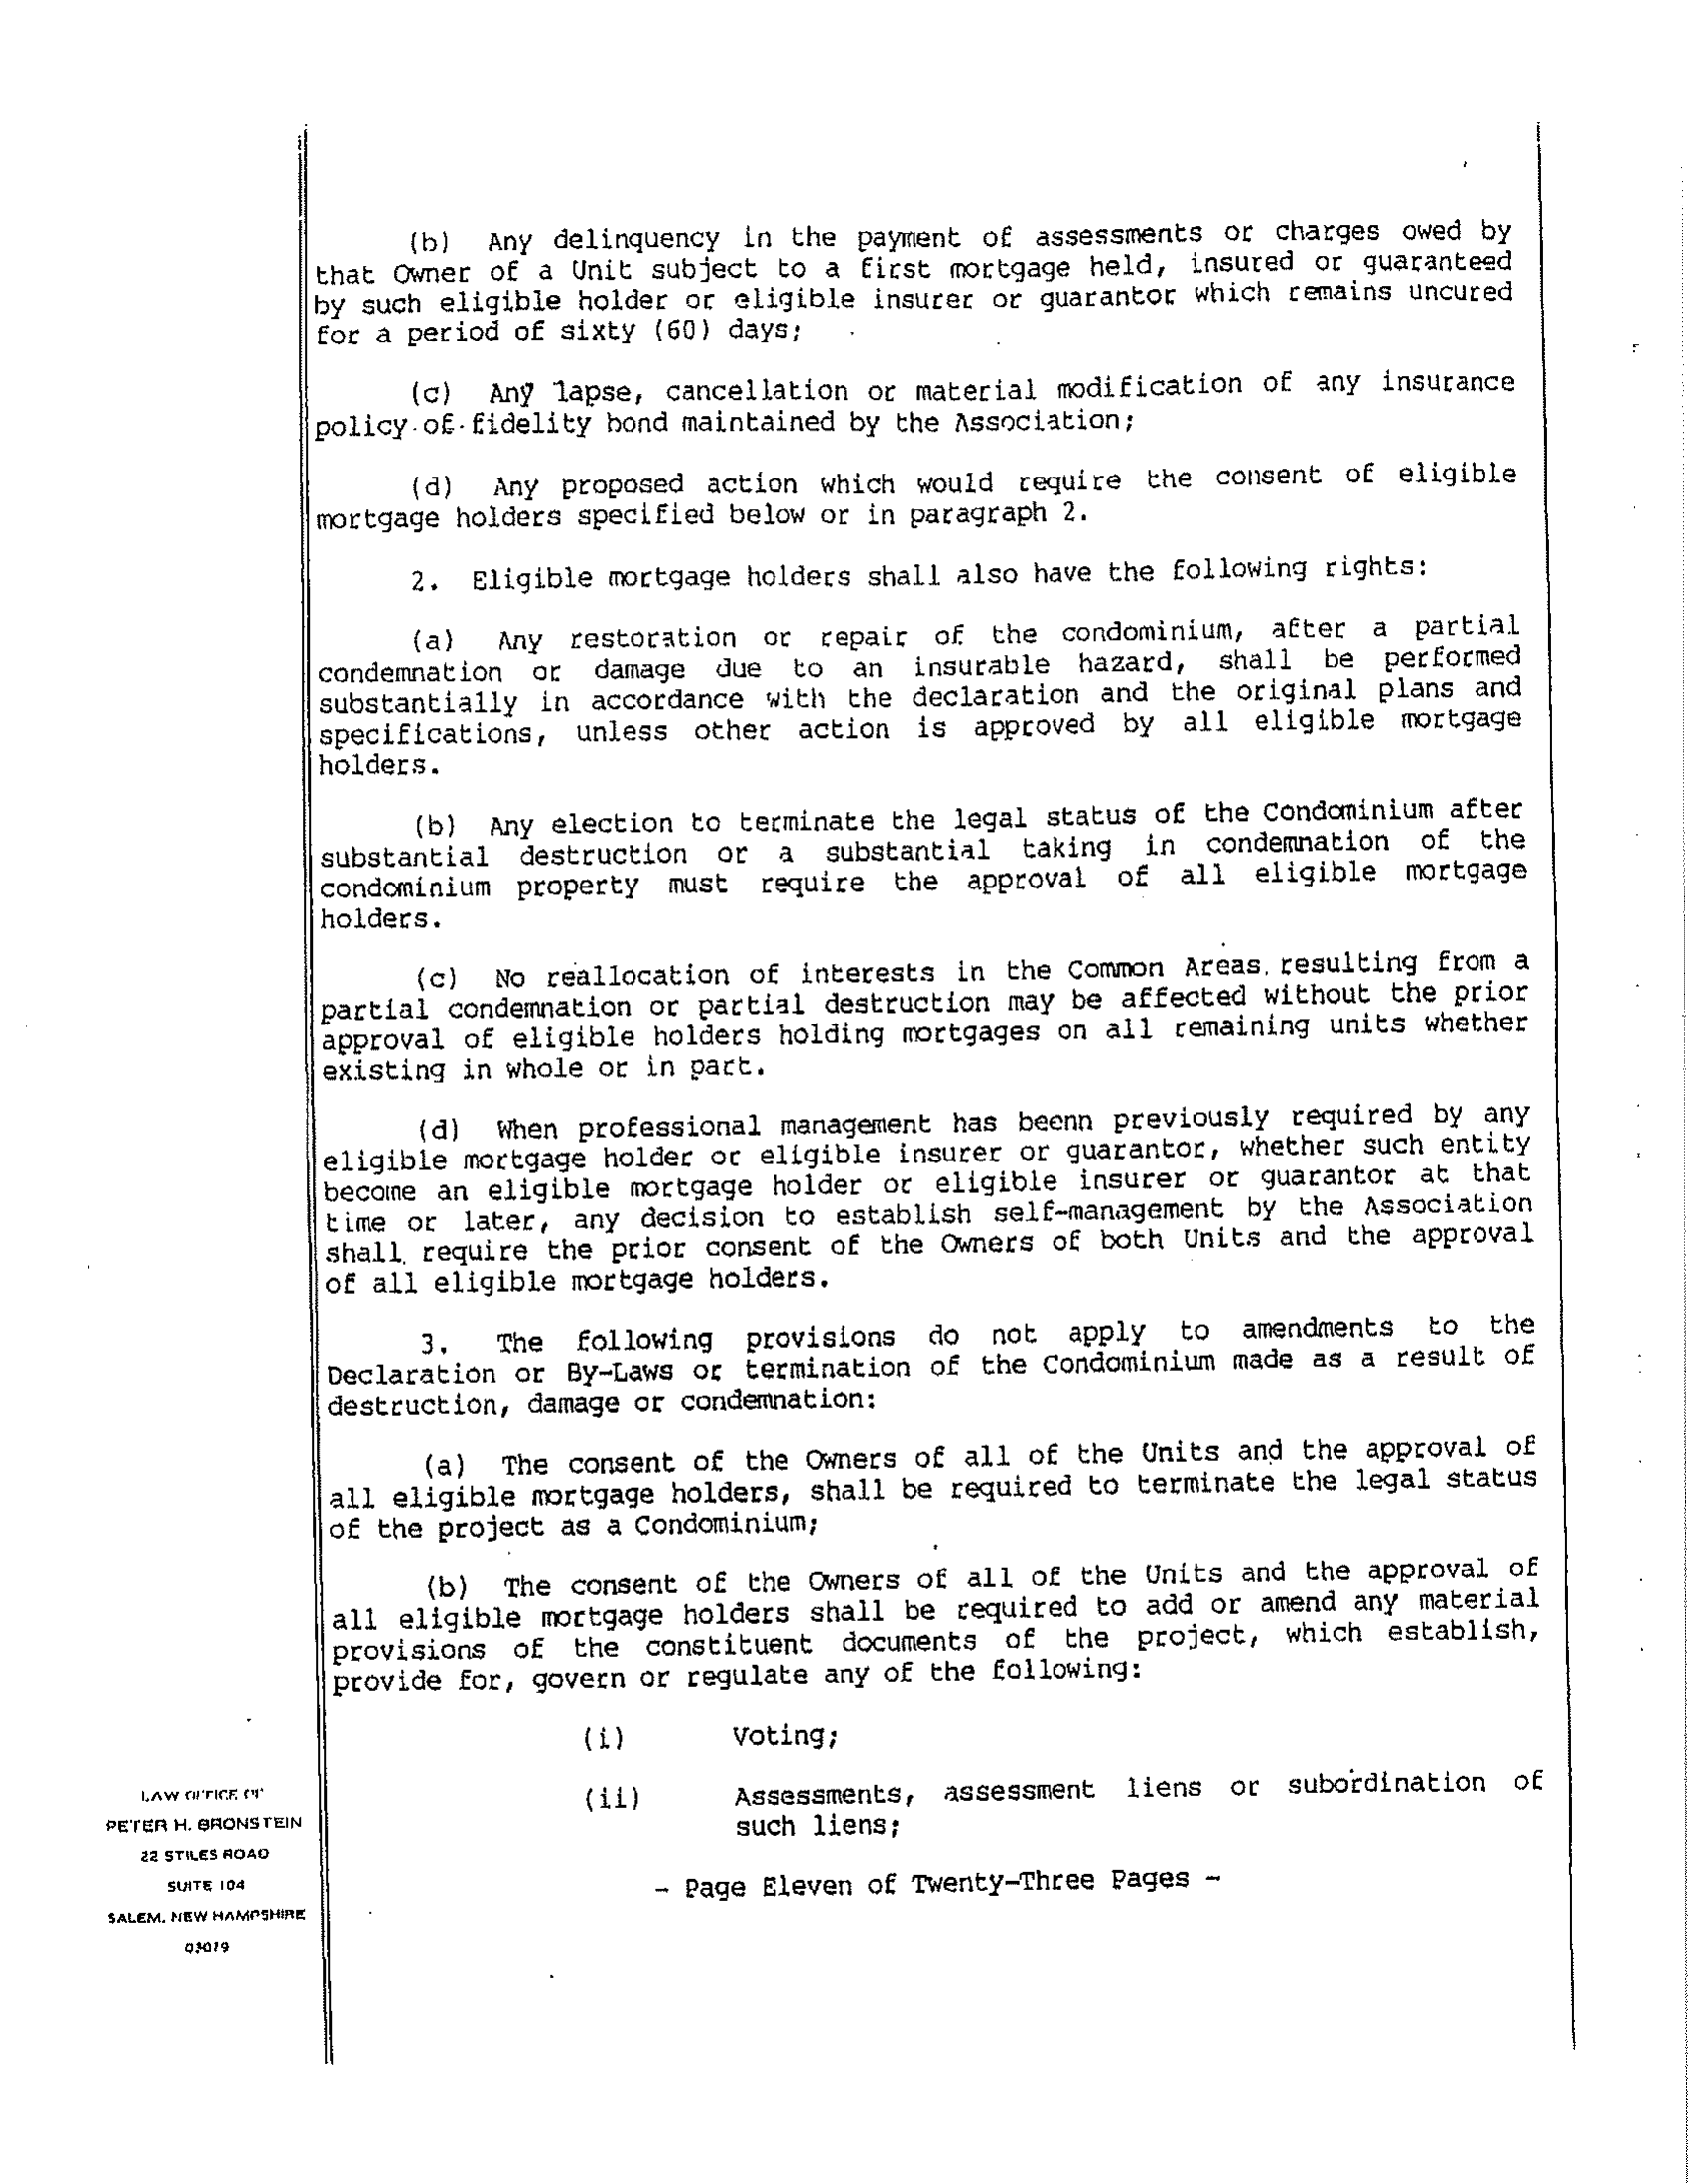 (b) Any delinquency in the payment of assessments or charges owed by
that Owner of a Unit subject to a first mortgage held, insured or guaranteed
by such eligible holder or eligible insurer or guarantor which remains uncured
for a period of sixty (60) days;
(c) Any lapse, cancellation or material modification of any insurance
policy of fidelity bond maintained by the Association;
(d) Any proposed action which would require the consent of eligible
mortgage holders specified below or in paragraph 2.
2. Eligible mortgage holders shall also have the following rights:
(a) Any restoration or repair of the condominium, after a partial
condemnation or damage due to an insurable hazard, shall be performed
substantially in accordance with the declaration and the original plans and
specifications, unless other action is approved by all eligible mortgage
holders.
(b) Any election to terminate the legal status of the Condominium after
substantial destruction or a substantial taking in condemnation of the
condominium property must require the approval of all eligible mortgage
holders.
(c) No reallocation of interests in the Common Areas resulting from a
partial condemnation or partial destruction may be affected without the prior
approval of eligible holders holding mortgages on all remaining units whether
existing in whole or in part.
(d) When professional management has beenn previously required by any
eligible mortgage holder or eligible insurer or guarantor, whether such entity
become an eligible mortgage holder or eligible insurer or guarantor at that
time or later, any decision to establish self-management by the Association
shall require the prior consent of the Owners of both Units and the approval
of all eligible mortgage holders.
3. The following provisions do not apply to amendments to the
Declaration or By-Laws or termination of the Condominium made as a result of
destruction, damage or condemnation:
(a) The consent of the Owners of all of the Units and the approval of
all eligible mortgage holders, shall be required to terminate the legal status
of the project as a Condominium;
(b) The consent of the Owners of all of the Units and the approval of
all eligible mortgage holders shall be required to add or amend any material
provisions of the constituent documents of the project, which establish,
provide for, govern or regulate any of the following:
(i) Voting;
(ii) Assessments, assessment liens or subordination of
such liens;
- Page Eleven of Twenty-Three Pages -
LAW OFFICE OF
PETER H. BRONSTEIN
22 STILES ROAD
SUITE 104
SALEM, NEW HAMPSHIRE
03079